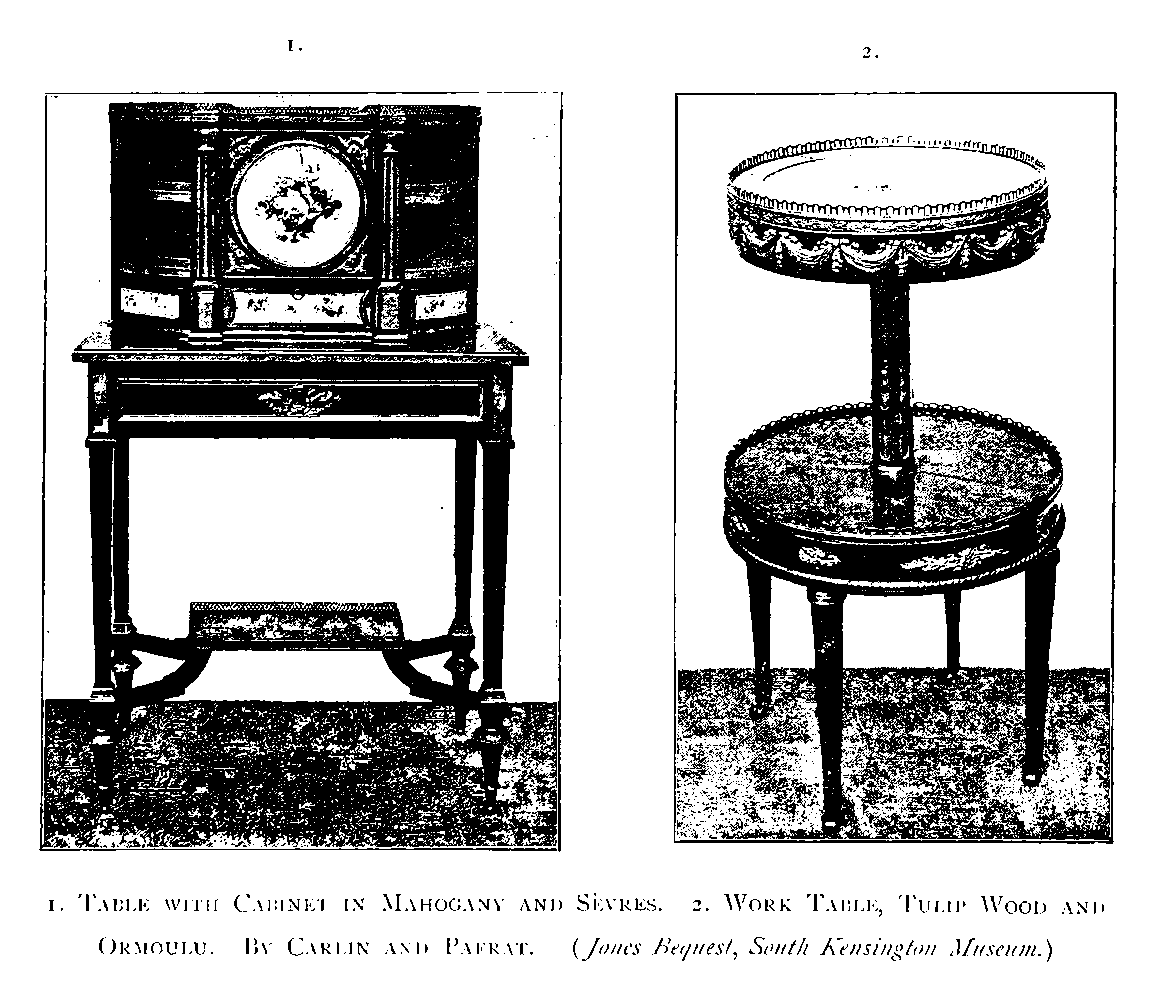 1.
2.
1. Table with Cabinet in Mahogany and Sèvres. 2. Work Table, Tulip Wood and
Ormoulu. By Carlin and Pafrat. (Jones Bequest, South Kensington Museum.)